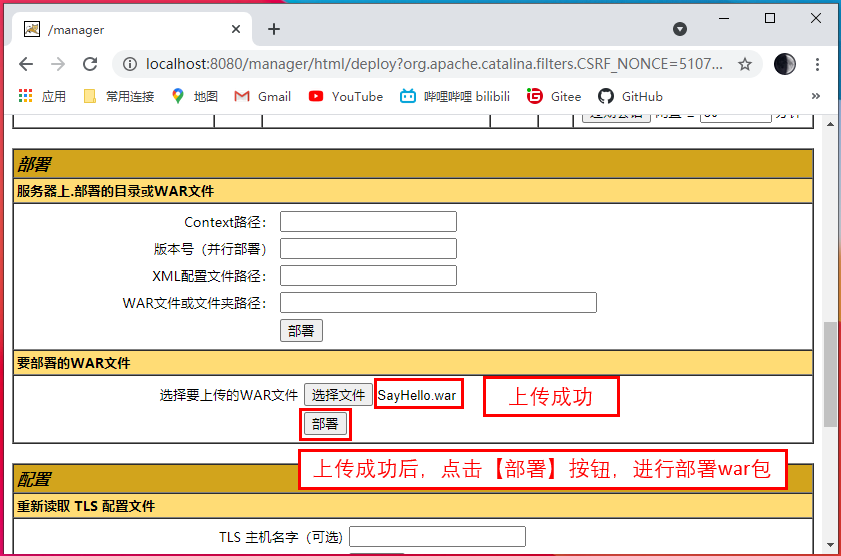 /manager
localhost:8080/manager/html/deploy?org.apache.catalina.filters.CSRF_NONCE=5107...
应用 常用连接 地图 Gmail YouTube 哔哩哔哩 bilibili Gitee GitHub »
部署
服务器上.部署的目录或WAR文件
Context路径:
版本号（并行部署）
XML配置文件路径:
WAR文件或文件夹路径:
部署
要部署的WAR文件
选择要上传的WAR文件 选择文件 SayHello.war 上传成功
部署
上传成功后，点击【部署】按钮，进行部署war包
配置
重新读取 TLS 配置文件
TLS 主机名字（可选)